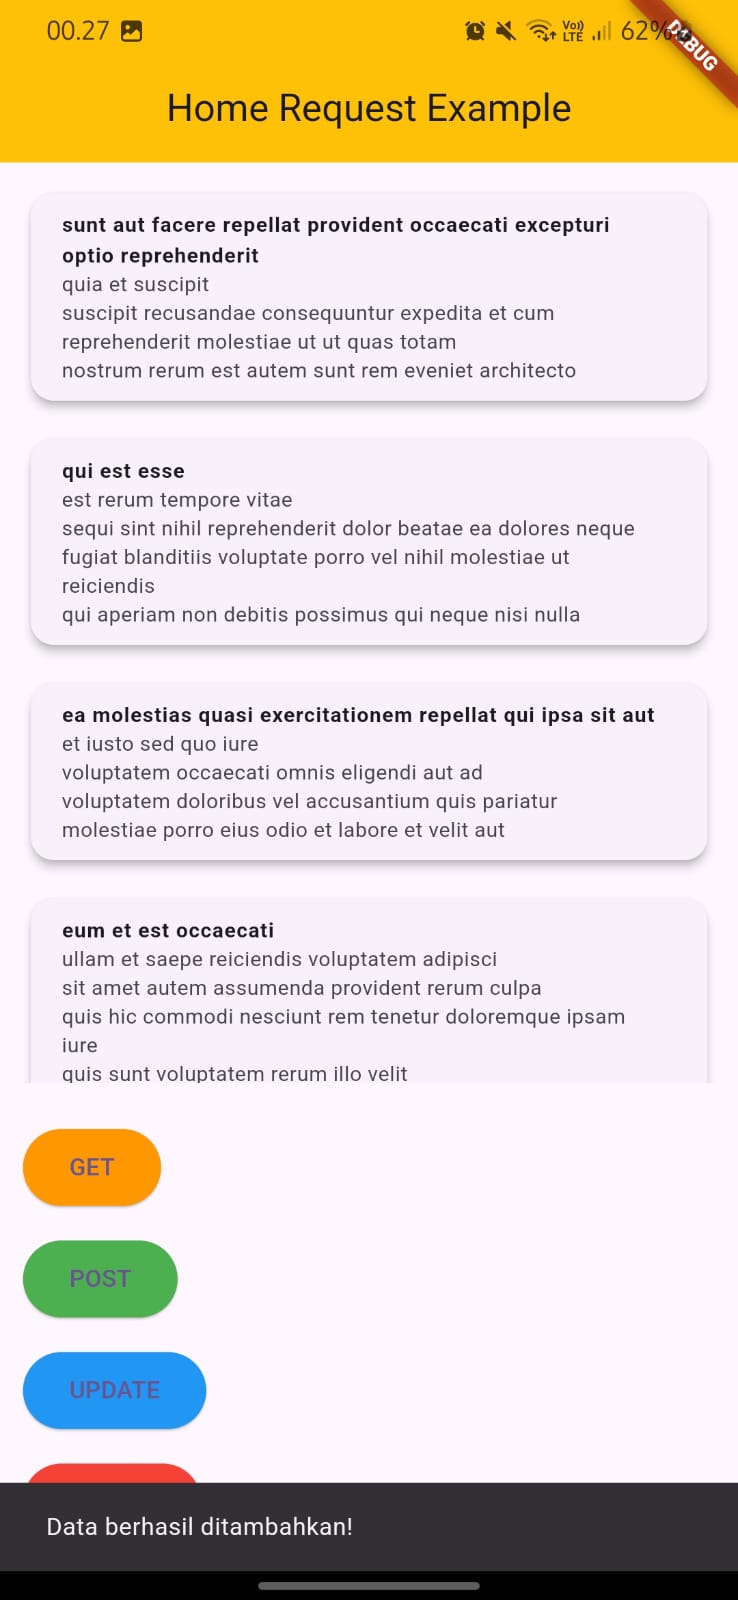 00.27
Vo))
LTE
62%
DEBUG
Home Request Example
sunt aut facere repellat provident occaecati excepturi
optio reprehenderit
quia et suscipit
suscipit recusandae consequuntur expedita et cum
reprehenderit molestiae ut ut quas totam
nostrum rerum est autem sunt rem eveniet architecto
qui est esse
est rerum tempore vitae
sequi sint nihil reprehenderit dolor beatae ea dolores neque
fugiat blanditiis voluptate porro vel nihil molestiae ut
reiciendis
qui aperiam non debitis possimus qui neque nisi nulla
ea molestias quasi exercitationem repellat qui ipsa sit aut
et iusto sed quo iure
voluptatem occaecati omnis eligendi aut ad
voluptatem doloribus vel accusantium quis pariatur
molestiae porro eius odio et labore et velit aut
eum et est occaecati
ullam et saepe reiciendis voluptatem adipisci
sit amet autem assumenda provident rerum culpa
quis hic commodi nesciunt rem tenetur doloremque ipsam
iure
quis sunt voluptatem rerum illo velit
GET
POST
UPDATE
Data berhasil ditambahkan!